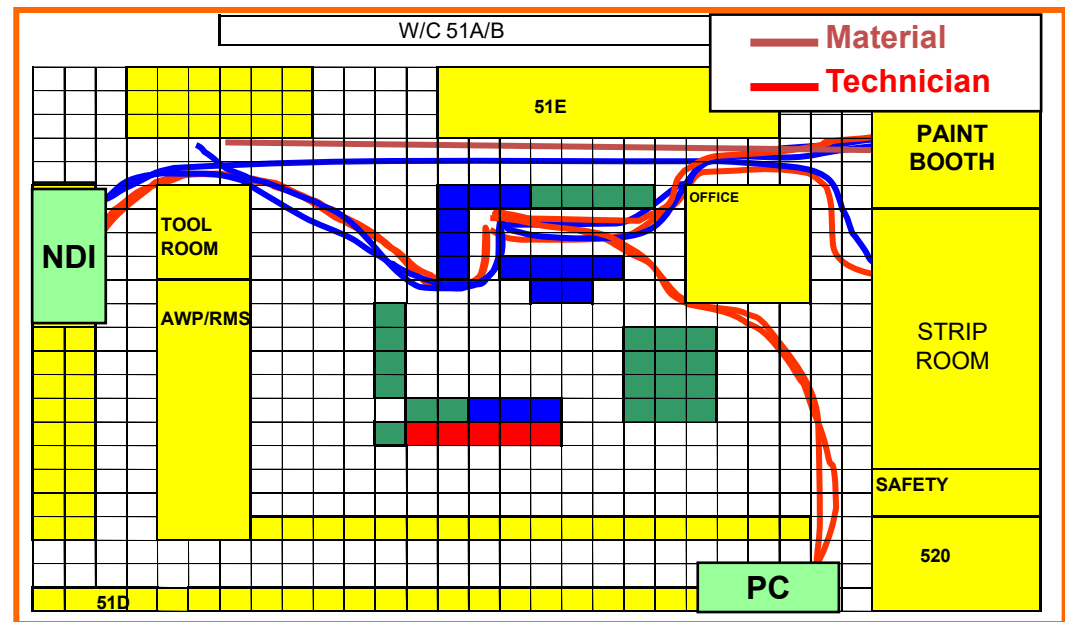 W/C 51A/B
Material
Technician
51E
PAINT
BOOTH
OFFICE
TOOL
ROOM
NDI
AWP/RMS
STRIP
ROOM
SAFETY
520
PC
51D